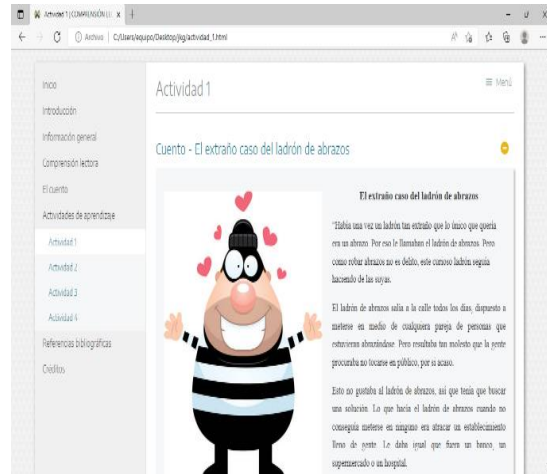 Actividad 1 | COMPRENSIÓN LE
Archivo | C:/Users/equipo/Desktop/jkg/actividad_1.html
Inicio
Introducción
Información general
Comprensión lectora
El cuento
Actividades de aprendizaje
Actividad 1
Actividad 2
Actividad 3
Actividad 4
Referencias bibliográficas
Créditos
Actividad 1
Menú
Cuento - El extraño caso del ladrón de abrazos
El extraño caso del ladrón de abrazos
"Había una vez un ladrón tan extraño que lo único que quería
era un abrazo. Por eso le llamaban el ladrón de abrazos. Pero
como robar abrazos no es delito, este curioso ladrón seguía
haciendo de las suyas.
El ladrón de abrazos salía a la calle todos los días, dispuesto a
meterse en medio de cualquiera pareja de personas que
estuvieran abrazándose. Pero resultaba tan molesto que la gente
procuraba no tocarse en público, por si acaso.
Esto no gustaba al ladrón de abrazos, así que tenía que buscar
una solución. Lo que hacía el ladrón de abrazos cuando no
conseguía meterse en ninguno era atracar un establecimiento
lleno de gente. Le daba igual que fuera un banco, un
supermercado o un hospital.